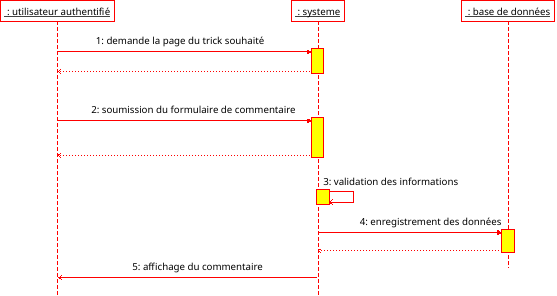 : utilisateur authentifié
: systeme
: base de données
1: demande la page du trick souhaité
2: soumission du formulaire de commentaire
3: validation des informations
4: enregistrement des données
5: affichage du commentaire